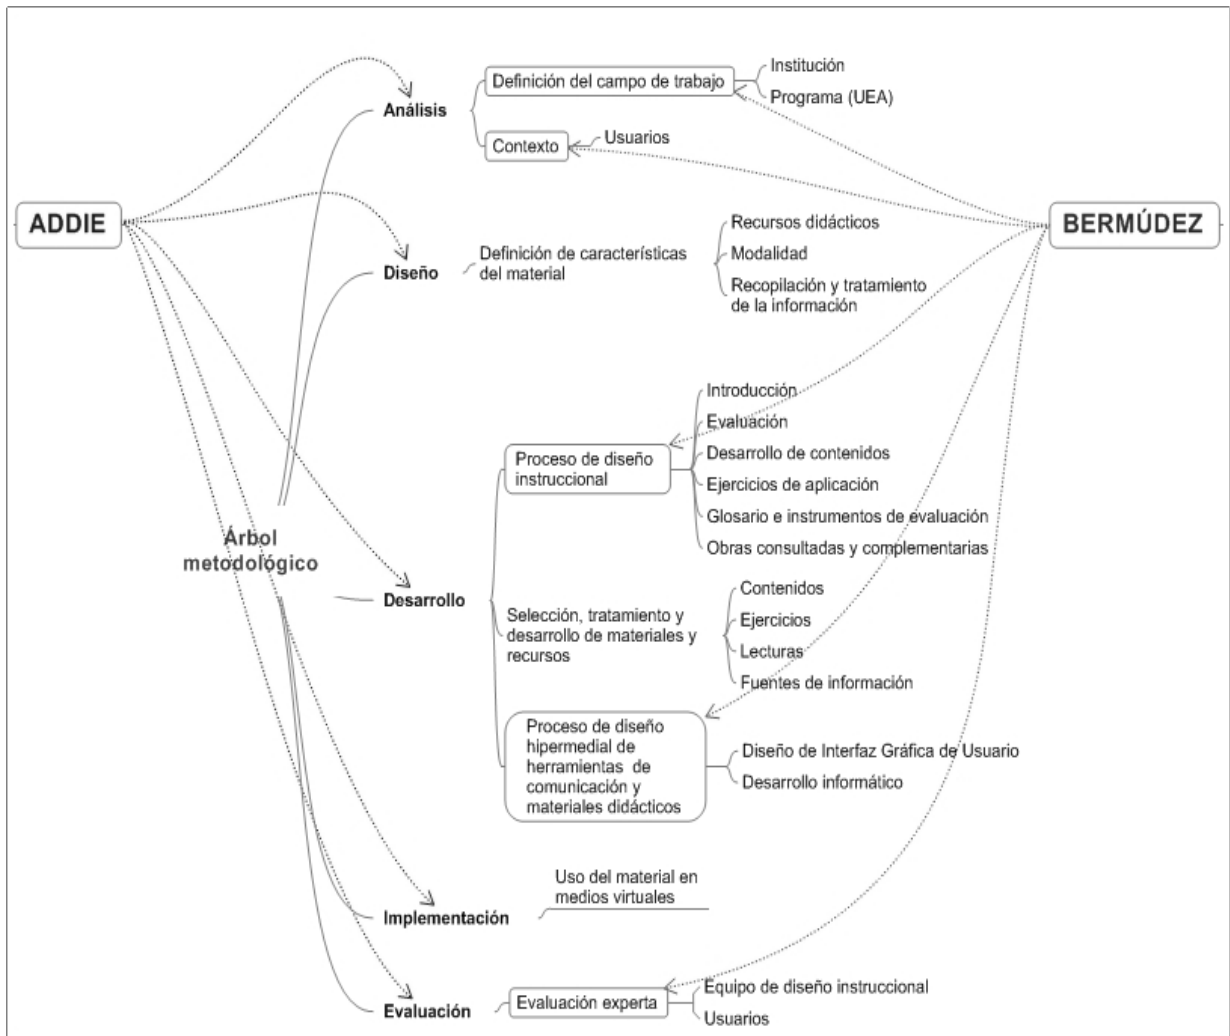 ADDIE
Árbol
metodológico
Análisis
Definición del campo de trabajo
Institución
Programa (UEA)
Contexto
Usuarios
BERMÚDEZ
Diseño
Definición de características
del material
Recursos didácticos
Modalidad
Recopilación y tratamiento
de la información
Desarrollo
Proceso de diseño
instruccional
Introducción
Evaluación
Desarrollo de contenidos
Ejercicios de aplicación
Glosario e instrumentos de evaluación
Obras consultadas y complementarias
Selección, tratamiento y
desarrollo de materiales y
recursos
Contenidos
Ejercicios
Lecturas
Fuentes de información
Proceso de diseño
hipermedial de
herramientas de
comunicación y
materiales didácticos
Diseño de Interfaz Gráfica de Usuario
Desarrollo informático
Implementación
Uso del material en
medios virtuales
Evaluación
Evaluación experta
Equipo de diseño instruccional
Usuarios